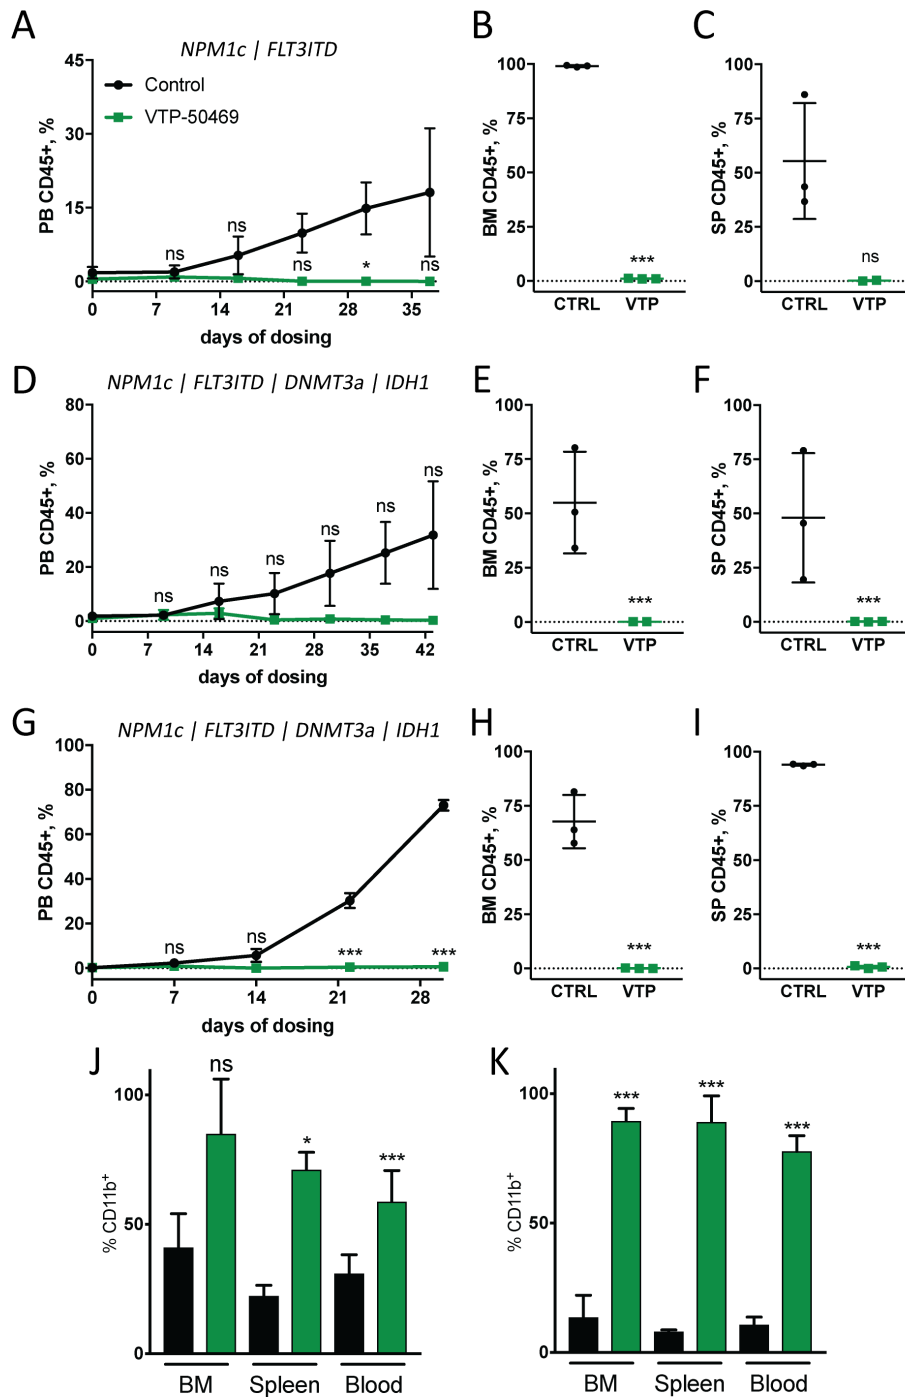 A
NPM1c | FLT3ITD
Control
VTP-50469
PB CD45+, %
45
30
15
0
ns
ns
ns
*
ns
0 7 14 21 28 35
days of dosing
B
BM CD45+, %
100
75
50
25
0
***
CTRL VTP
C
SP CD45+, %
100
75
50
25
0
ns
CTRL VTP
D
NPM1c | FLT3ITD | DNMT3a | IDH1
PB CD45+, %
80
60
40
20
0
ns
ns
ns
ns
ns
ns
0 7 14 21 28 35 42
days of dosing
E
BM CD45+, %
100
75
50
25
0
***
CTRL VTP
F
SP CD45+, %
100
75
50
25
0
***
CTRL VTP
G
NPM1c | FLT3ITD | DNMT3a | IDH1
PB CD45+, %
100
80
60
40
20
0
ns
ns
***
***
0 7 14 21 28
days of dosing
H
BM CD45+, %
100
75
50
25
0
***
CTRL VTP
I
SP CD45+, %
100
75
50
25
0
***
CTRL VTP
J
% CD11b+
100
50
0
ns
*
***
BM Spleen Blood
K
% CD11b+
100
50
0
***
***
***
BM Spleen Blood